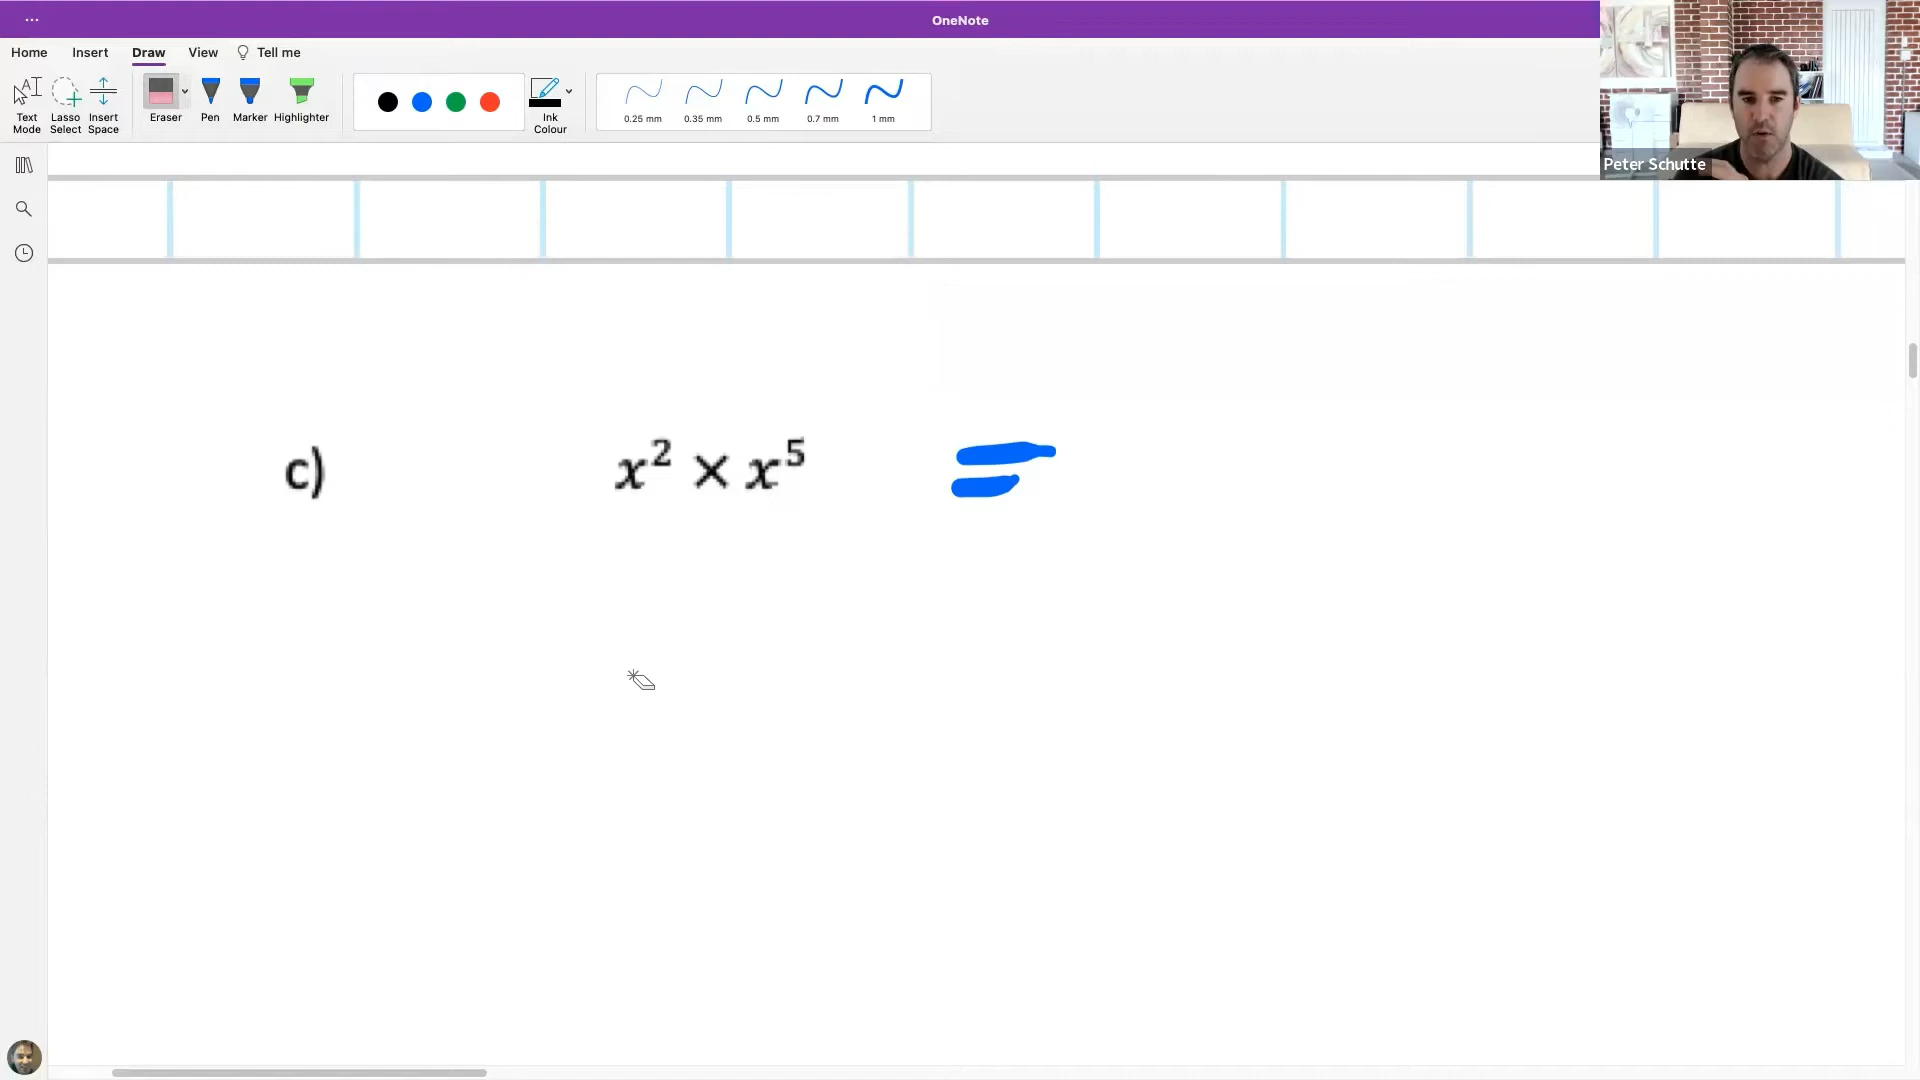 OneNote
Home Insert Draw View Tell me
Text Mode Lasso Select Insert Space Eraser Pen Marker Highlighter Ink Colour 0.25 mm 0.35 mm 0.5 mm 0.7 mm 1 mm
Peter Schutte
c) x² × x⁵ =